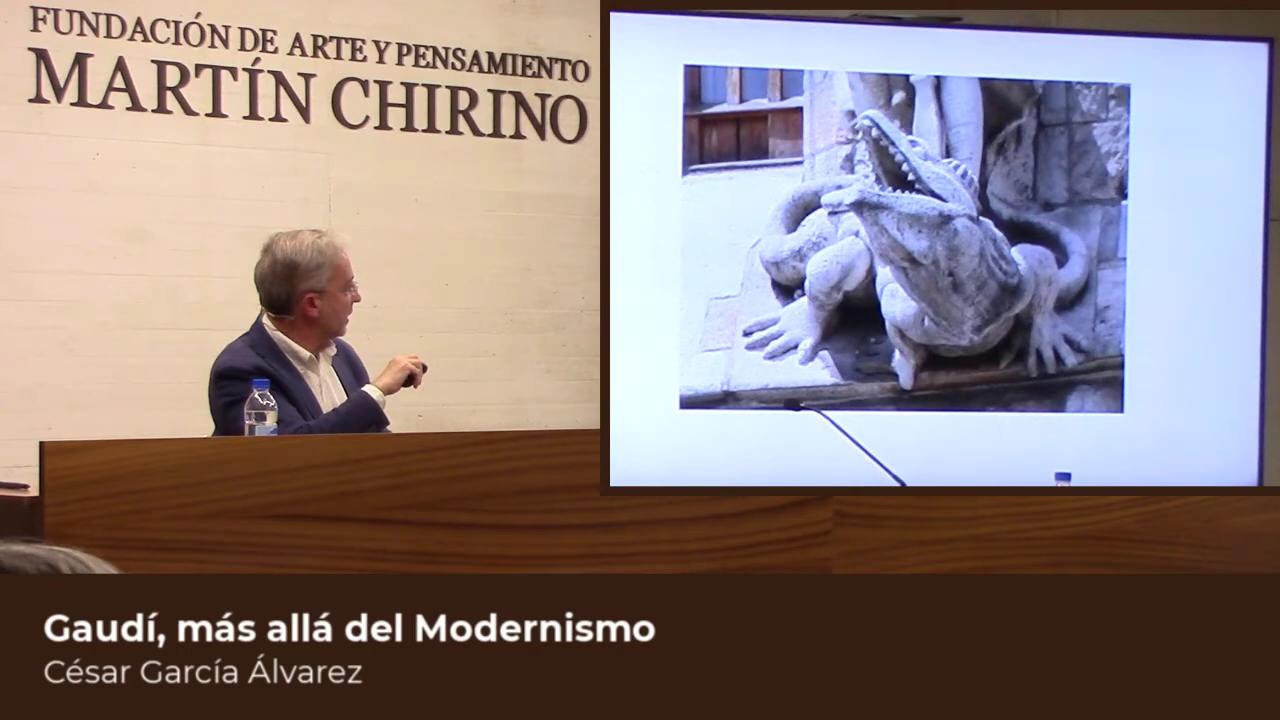 FUNDACIÓN DE ARTE Y PENSAMIENTO
MARTÍN CHIRINO
Gaudí, más allá del Modernismo
César García Álvarez